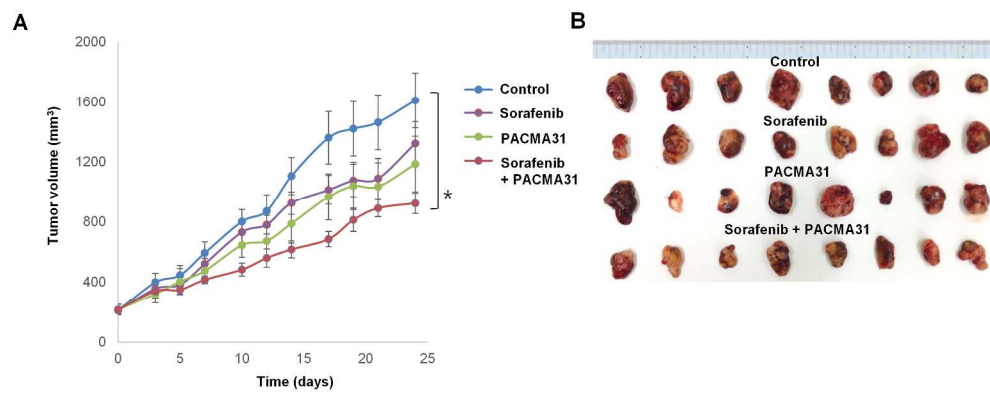 A
2000
1600
1200
800
400
0
Tumor volume (mm³)
0 5 10 15 20 25
Time (days)
Control
Sorafenib
PACMA31
Sorafenib
+ PACMA31
*
B
Control
Sorafenib
PACMA31
Sorafenib + PACMA31